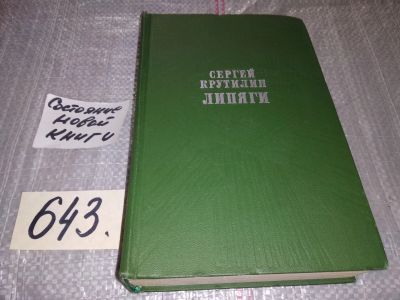 СЕРГЕЙ
КРУТИЛИН
ЛИПЯГИ
Состояние
новой
книги
643.